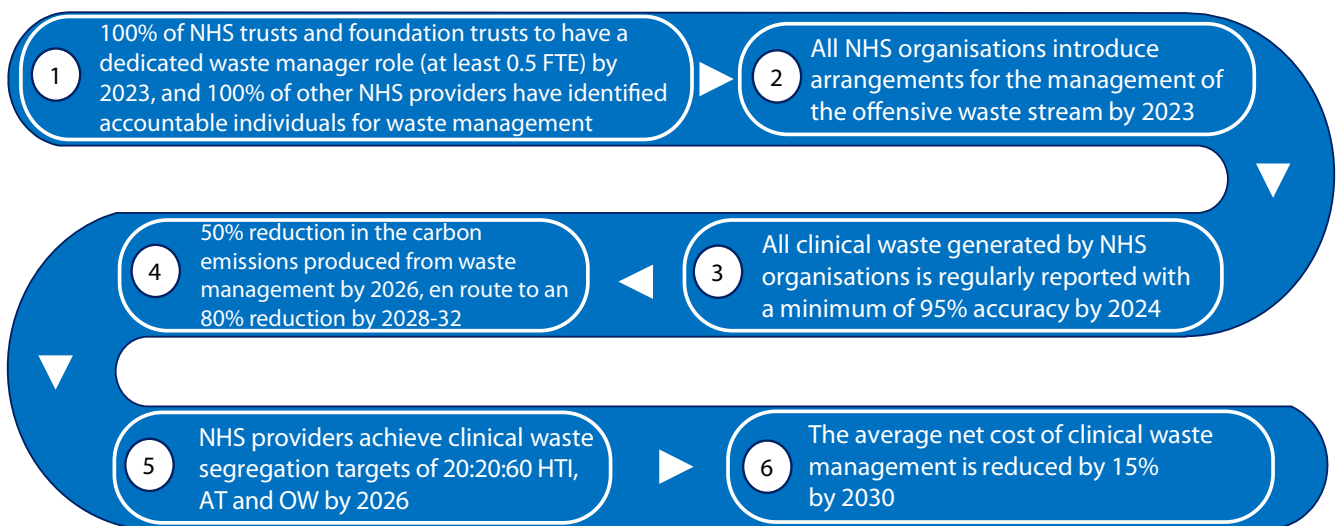 1
100% of NHS trusts and foundation trusts to have a
dedicated waste manager role (at least 0.5 FTE) by
2023, and 100% of other NHS providers have identified
accountable individuals for waste management
2
All NHS organisations introduce
arrangements for the management of
the offensive waste stream by 2023
3
All clinical waste generated by NHS
organisations is regularly reported with
a minimum of 95% accuracy by 2024
4
50% reduction in the carbon
emissions produced from waste
management by 2026, en route to an
80% reduction by 2028-32
5
NHS providers achieve clinical waste
segregation targets of 20:20:60 HTI,
AT and OW by 2026
6
The average net cost of clinical waste
management is reduced by 15%
by 2030